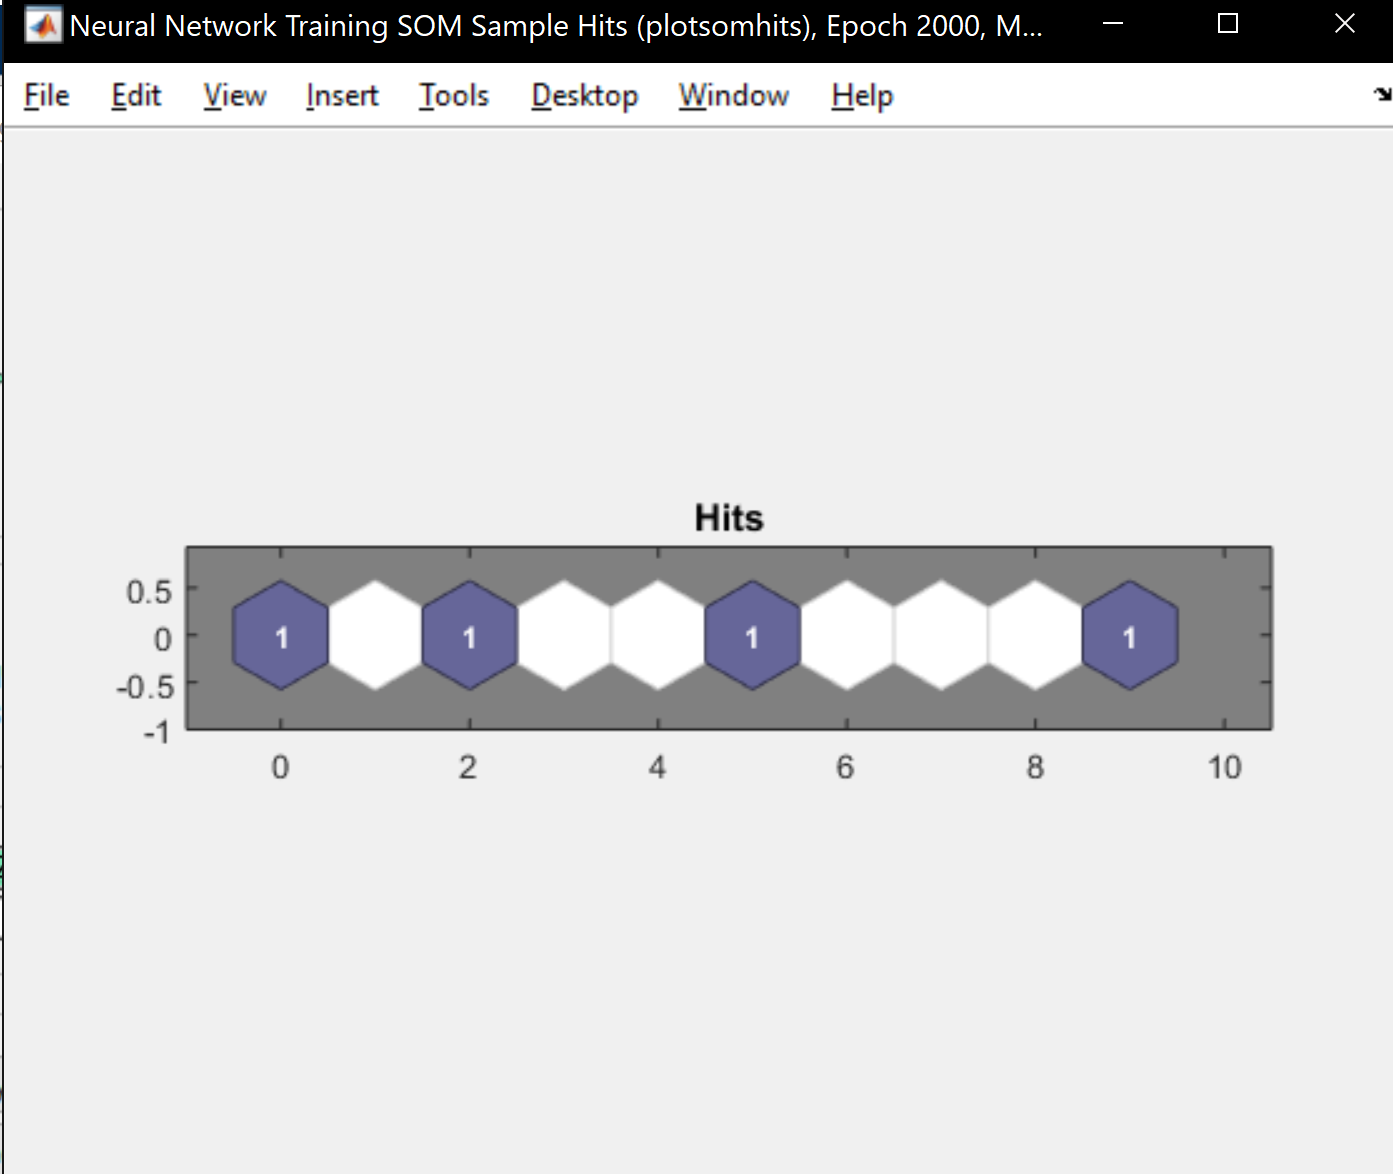 Neural Network Training SOM Sample Hits (plotsomhits), Epoch 2000, M...
File Edit View Insert Tools Desktop Window Help
Hits
0.5
0
-0.5
-1
1 1 1 1
0 2 4 6 8 10